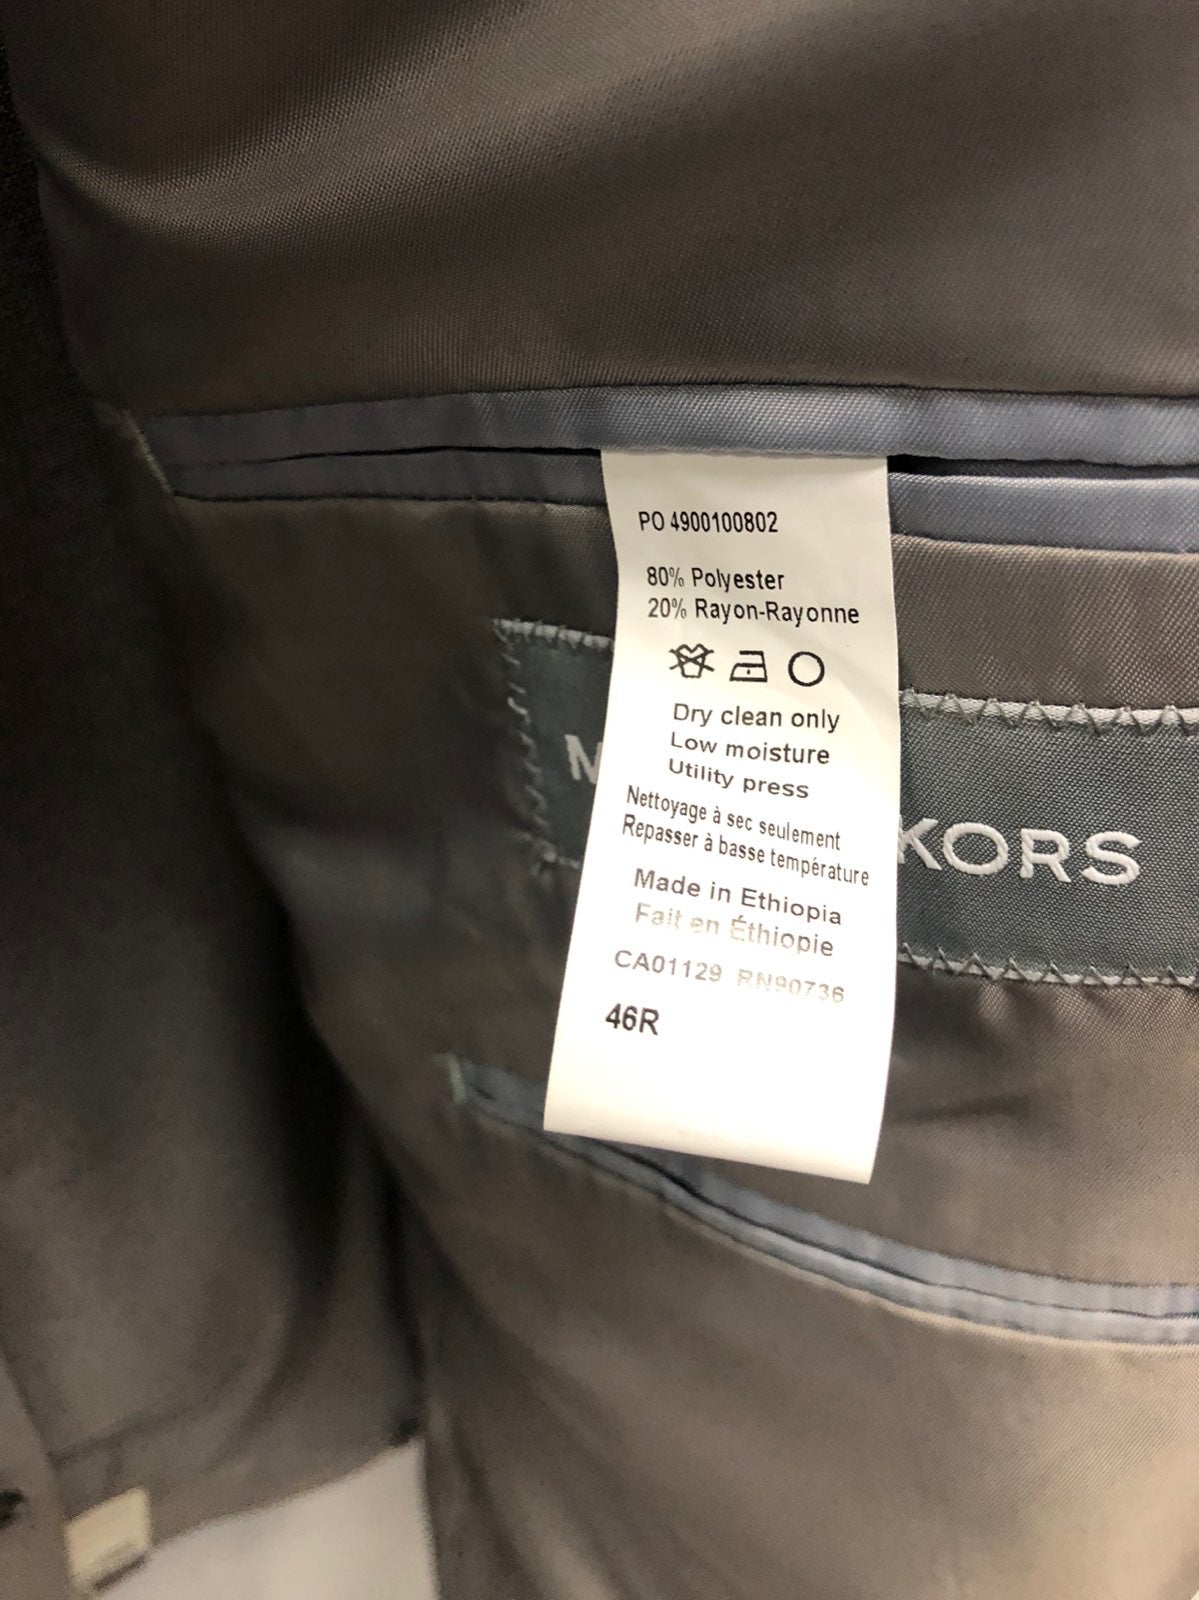 PO 4900100802
80% Polyester
20% Rayon-Rayonne
Dry clean only
Low moisture
Utility press
Nettoyage à sec seulement
Repasser à basse température
Made in Ethiopia
Fait en Éthiopie
CA01129 RN90736
46R
M KORS